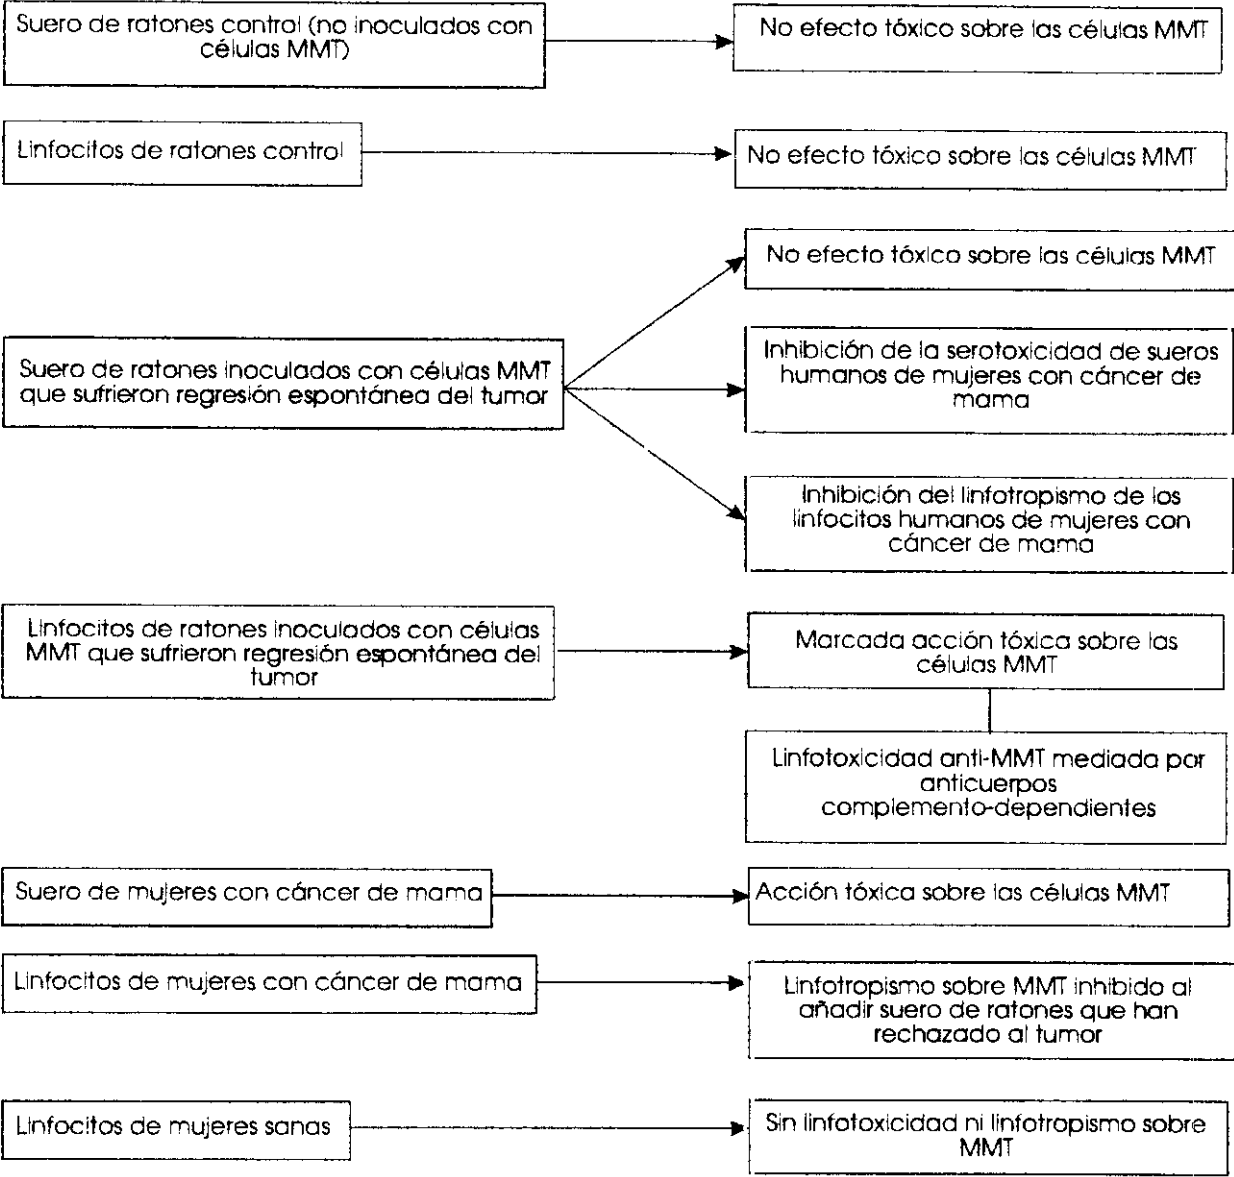 Suero de ratones control (no inoculados con
células MMT)
No efecto tóxico sobre las células MMT
Linfocitos de ratones control
No efecto tóxico sobre las células MMT
No efecto tóxico sobre las células MMT
Suero de ratones inoculados con células MMT
que sufrieron regresión espontánea del tumor
Inhibición de la serotoxicidad de sueros
humanos de mujeres con cáncer de
mama
Inhibición del linfotropismo de los
linfocitos humanos de mujeres con
cáncer de mama
Linfocitos de ratones inoculados con células
MMT que sufrieron regresión espontánea del
tumor
Marcada acción tóxica sobre las
células MMT
Linfotoxicidad anti-MMT mediada por
anticuerpos
complemento-dependientes
Suero de mujeres con cáncer de mama
Acción tóxica sobre las células MMT
Linfocitos de mujeres con cáncer de mama
Linfotropismo sobre MMT inhibido al
añadir suero de ratones que han
rechazado al tumor
Linfocitos de mujeres sanas
Sin linfotoxicidad ni linfotropismo sobre
MMT